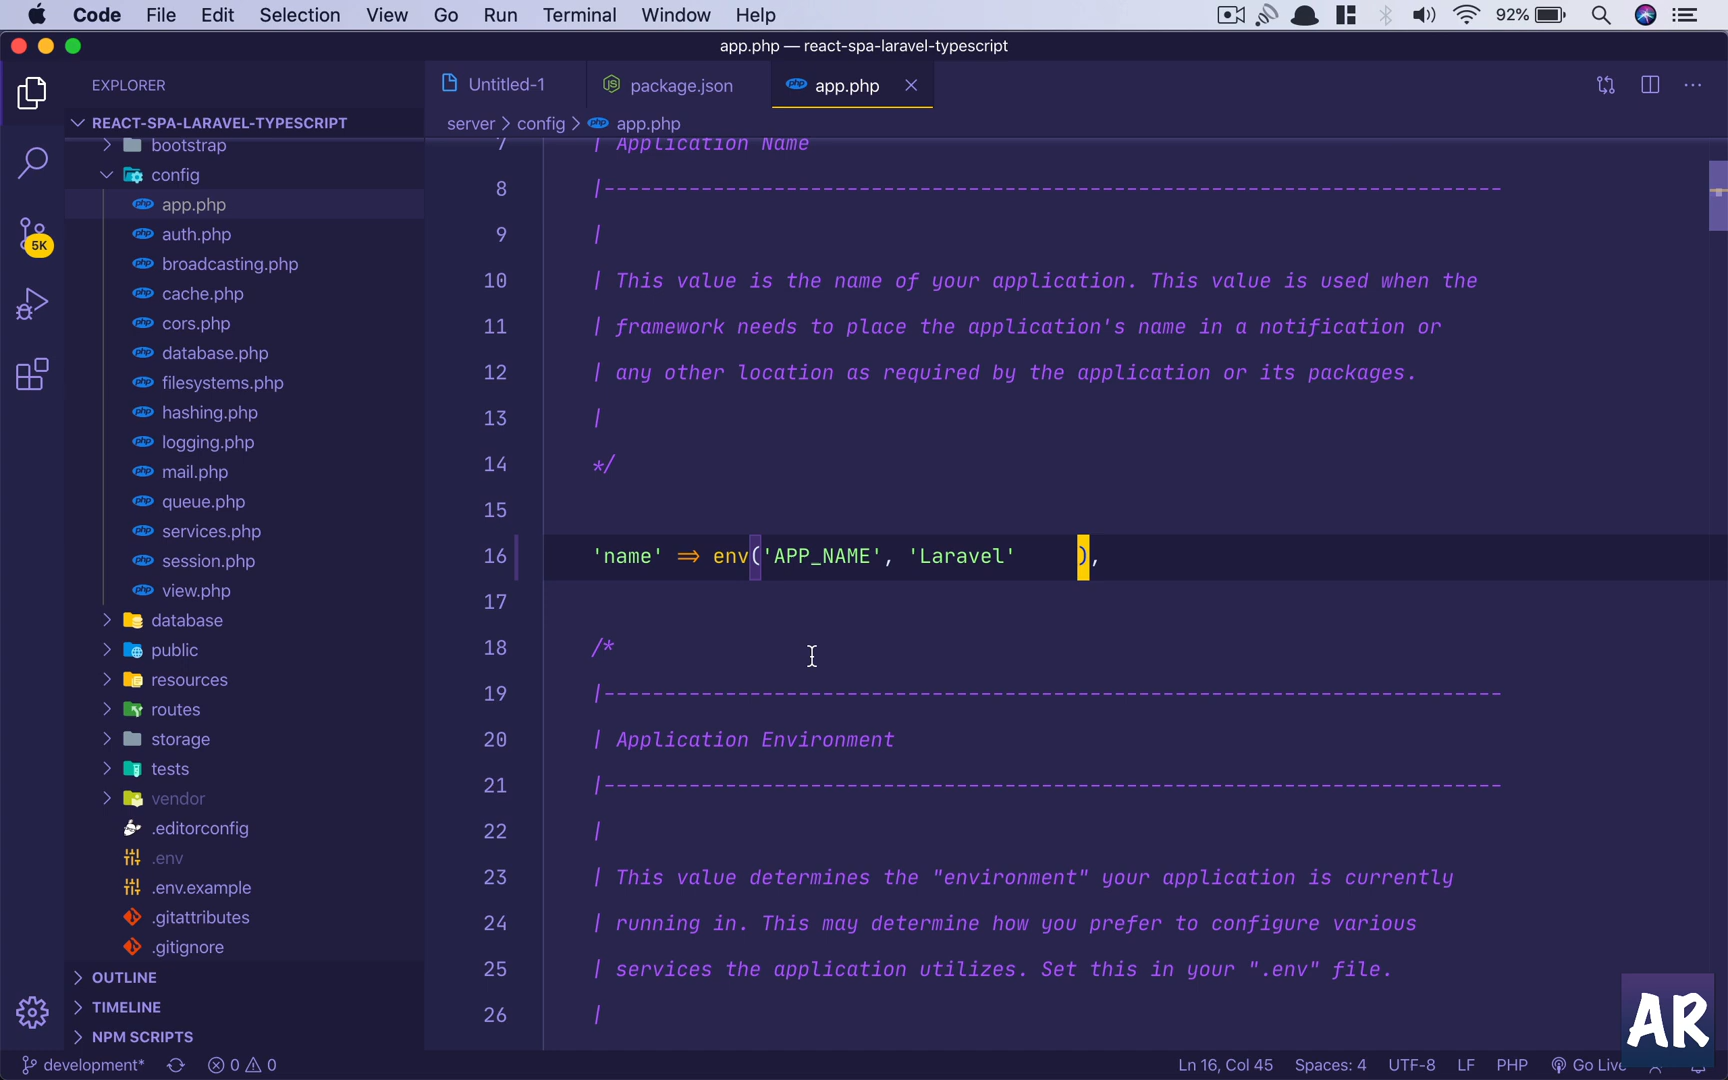 Code File Edit Selection View Go Run Terminal Window Help 92%
app.php — react-spa-laravel-typescript
EXPLORER
Untitled-1 package.json app.php
REACT-SPA-LARAVEL-TYPESCRIPT
server > config > app.php
bootstrap
config
app.php
auth.php
broadcasting.php
cache.php
cors.php
database.php
filesystems.php
hashing.php
logging.php
mail.php
queue.php
services.php
session.php
view.php
database
public
resources
routes
storage
tests
vendor
.editorconfig
.env
.env.example
.gitattributes
.gitignore
OUTLINE
TIMELINE
NPM SCRIPTS
5K
7 | Application Name
8 |--------------------------------------------------------------------------
9 |
10 | This value is the name of your application. This value is used when the
11 | framework needs to place the application's name in a notification or
12 | any other location as required by the application or its packages.
13 |
14 */
15
16 'name' => env('APP_NAME', 'Laravel' ),
17
18 /*
19 |--------------------------------------------------------------------------
20 | Application Environment
21 |--------------------------------------------------------------------------
22 |
23 | This value determines the "environment" your application is currently
24 | running in. This may determine how you prefer to configure various
25 | services the application utilizes. Set this in your ".env" file.
26 |
AR
development* 0 0 Ln 16, Col 45 Spaces: 4 UTF-8 LF PHP Go Live